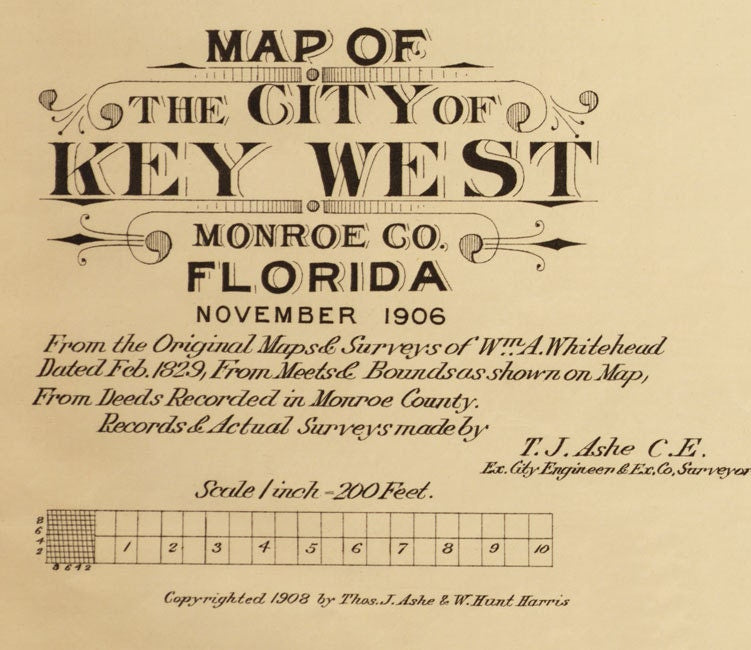 MAP OF
THE CITY OF
KEY WEST
MONROE CO.
FLORIDA
NOVEMBER 1906
From the Original Maps & Surveys of Wm. A. Whitehead
Dated Feb. 1829, From Meets & Bounds as shown on Map,
From Deeds Recorded in Monroe County.
Records & Actual Surveys made by
T. J. Ashe C. E.
Ex. City Engineer & Ex. Co, Surveyor
Scale 1 inch = 200 Feet.
8
6
4
2
1 2 3 4 5 6 7 8 9 10
8 6 4 2
Copyrighted 1908 by Thos. J. Ashe & W. Hunt Harris